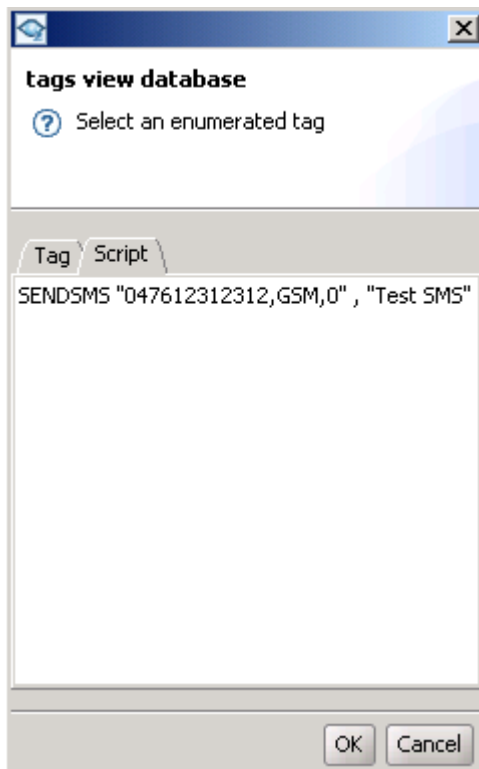 tags view database
Select an enumerated tag
Tag Script
SENDSMS "047612312312,GSM,0" , "Test SMS"
OK Cancel